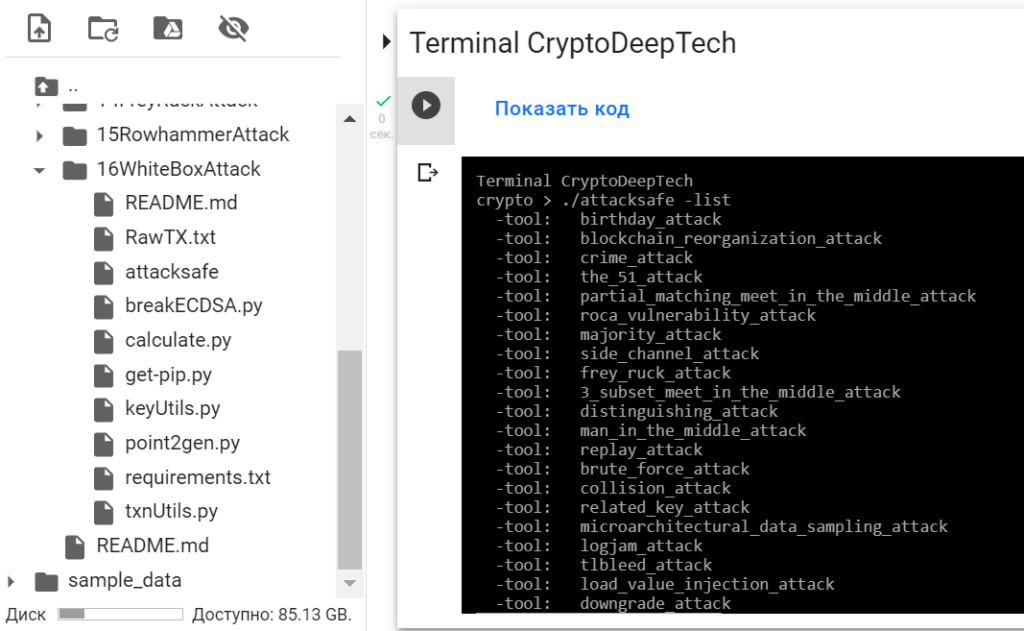 ..
15RowhammerAttack
16WhiteBoxAttack
README.md
RawTX.txt
attacksafe
breakECDSA.py
calculate.py
get-pip.py
keyUtils.py
point2gen.py
requirements.txt
txnUtils.py
README.md
sample_data
Диск Доступно: 85.13 GB.
Terminal CryptoDeepTech
0
сек.
Показать код
Terminal CryptoDeepTech
crypto > ./attacksafe -list
-tool: birthday_attack
-tool: blockchain_reorganization_attack
-tool: crime_attack
-tool: the_51_attack
-tool: partial_matching_meet_in_the_middle_attack
-tool: roca_vulnerability_attack
-tool: majority_attack
-tool: side_channel_attack
-tool: frey_ruck_attack
-tool: 3_subset_meet_in_the_middle_attack
-tool: distinguishing_attack
-tool: man_in_the_middle_attack
-tool: replay_attack
-tool: brute_force_attack
-tool: collision_attack
-tool: related_key_attack
-tool: microarchitectural_data_sampling_attack
-tool: logjam_attack
-tool: tlbleed_attack
-tool: load_value_injection_attack
-tool: downgrade_attack